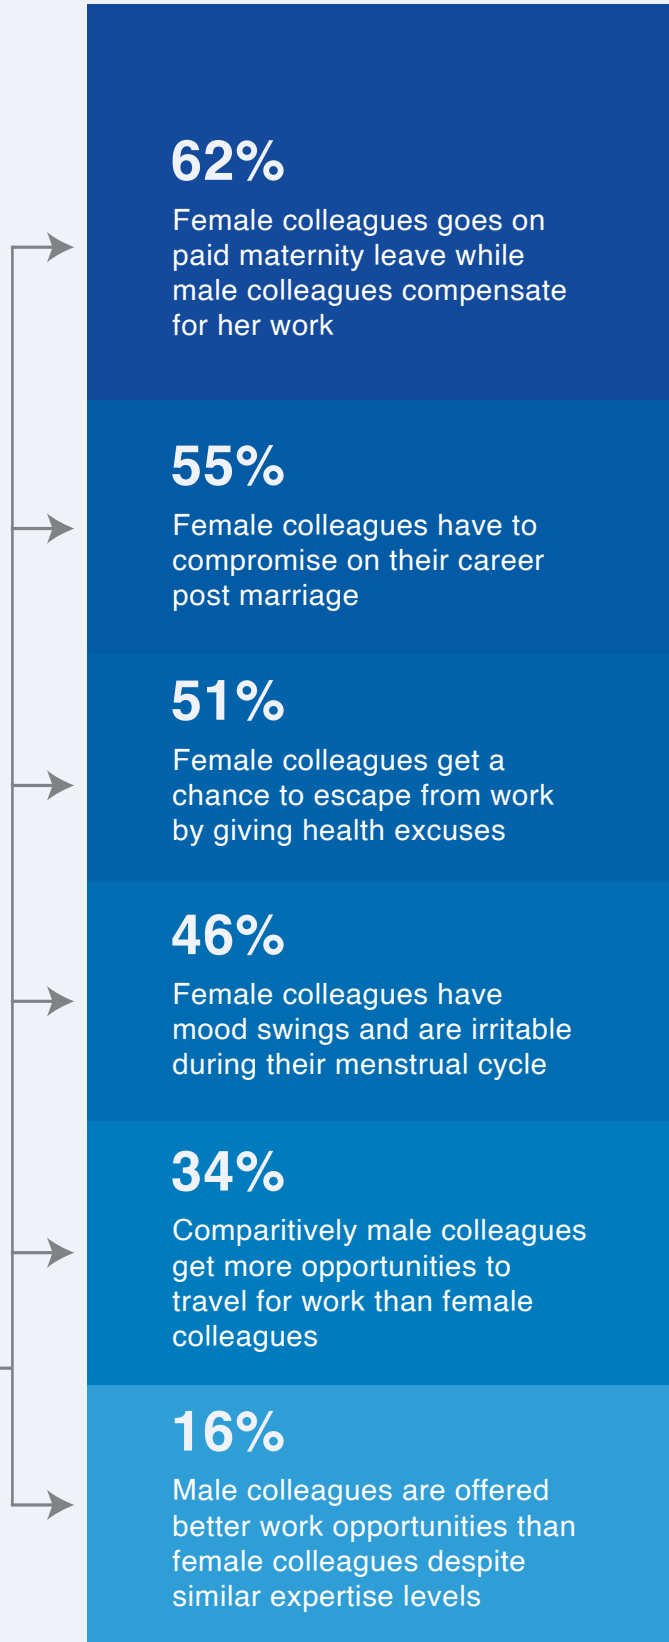 62%
Female colleagues goes on
paid maternity leave while
male colleagues compensate
for her work
55%
Female colleagues have to
compromise on their career
post marriage
51%
Female colleagues get a
chance to escape from work
by giving health excuses
46%
Female colleagues have
mood swings and are irritable
during their menstrual cycle
34%
Comparitively male colleagues
get more opportunities to
travel for work than female
colleagues
16%
Male colleagues are offered
better work opportunities than
female colleagues despite
similar expertise levels